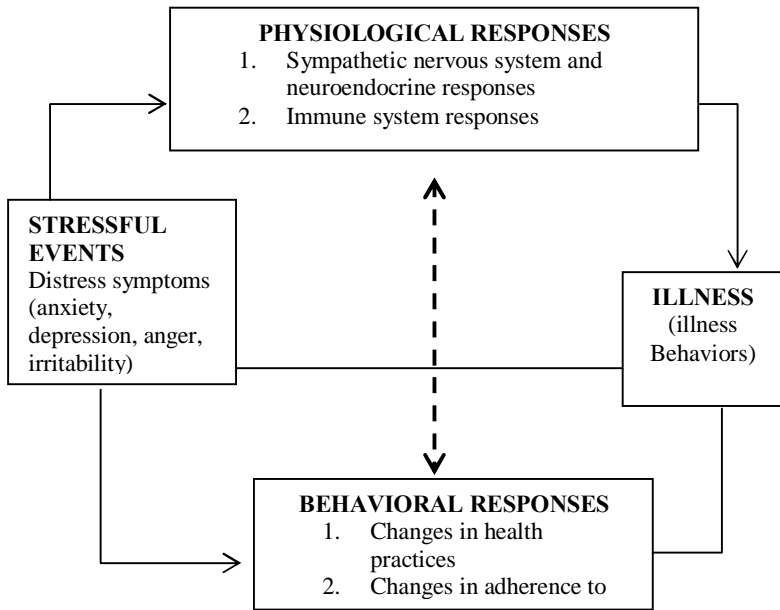 PHYSIOLOGICAL RESPONSES
1. Sympathetic nervous system and
neuroendocrine responses
2. Immune system responses
STRESSFUL
EVENTS
Distress symptoms
(anxiety,
depression, anger,
irritability)
ILLNESS
(illness
Behaviors)
BEHAVIORAL RESPONSES
1. Changes in health
practices
2. Changes in adherence to